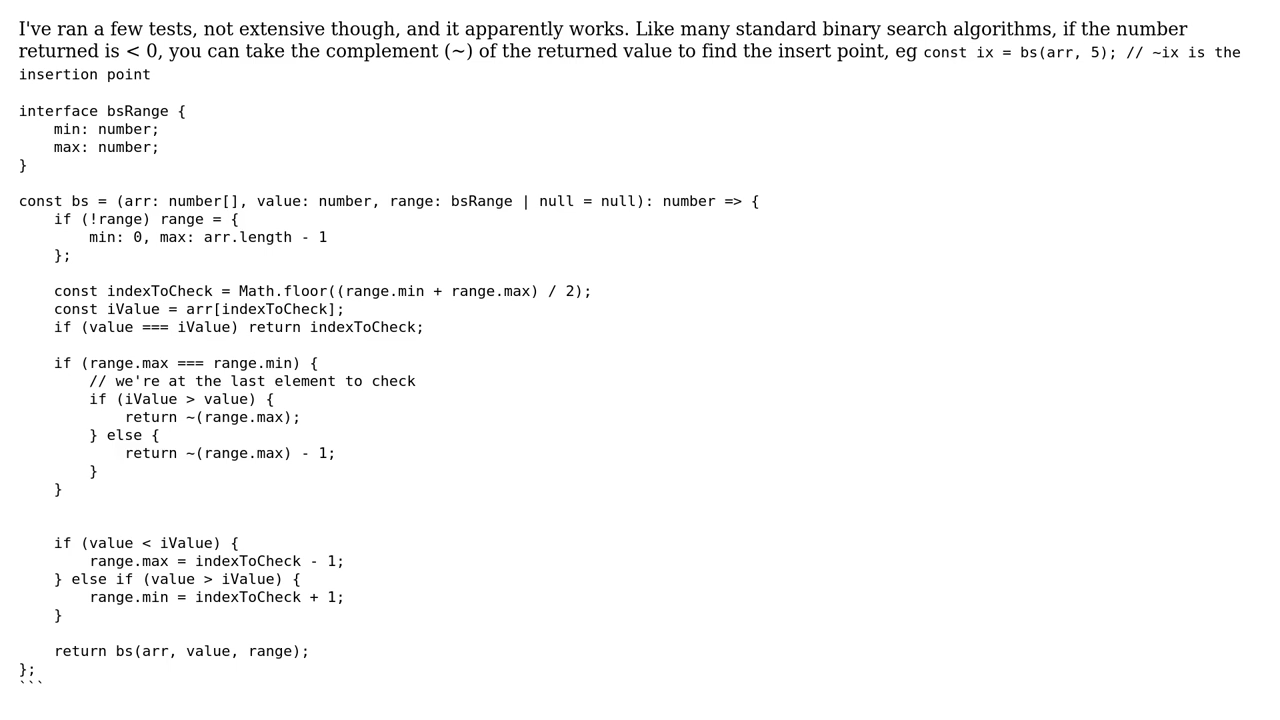 I've ran a few tests, not extensive though, and it apparently works. Like many standard binary search algorithms, if the number
returned is < 0, you can take the complement (~) of the returned value to find the insert point, eg const ix = bs(arr, 5); // ~ix is the
insertion point
interface bsRange {
    min: number;
    max: number;
}
const bs = (arr: number[], value: number, range: bsRange | null = null): number => {
    if (!range) range = {
        min: 0, max: arr.length - 1
    };
    const indexToCheck = Math.floor((range.min + range.max) / 2);
    const iValue = arr[indexToCheck];
    if (value === iValue) return indexToCheck;
    if (range.max === range.min) {
        // we're at the last element to check
        if (iValue > value) {
            return ~(range.max);
        } else {
            return ~(range.max) - 1;
        }
    }
    if (value < iValue) {
        range.max = indexToCheck - 1;
    } else if (value > iValue) {
        range.min = indexToCheck + 1;
    }
    return bs(arr, value, range);
};
```